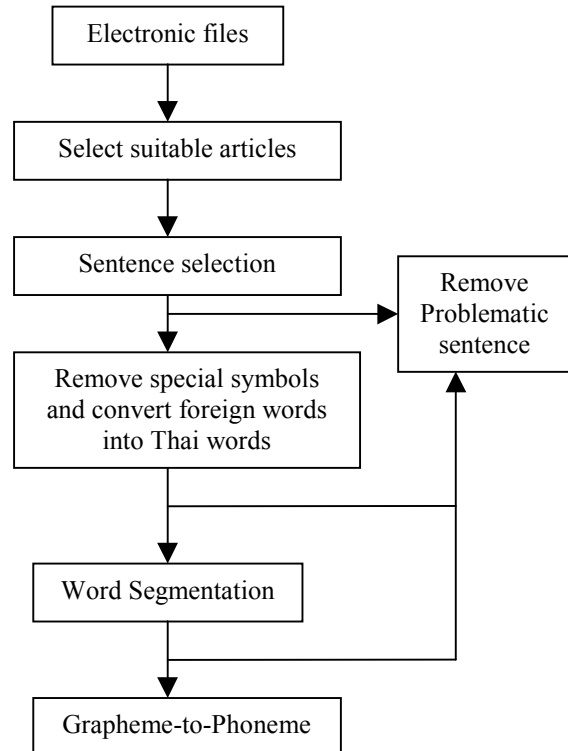 Electronic files
Select suitable articles
Sentence selection
Remove
Problematic
sentence
Remove special symbols
and convert foreign words
into Thai words
Word Segmentation
Grapheme-to-Phoneme